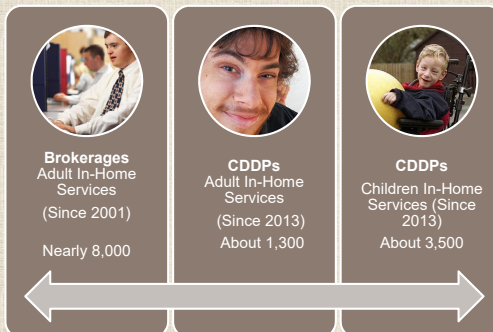 Brokerages
Adult In-Home
Services
(Since 2001)
Nearly 8,000
CDDPs
Adult In-Home
Services
(Since 2013)
About 1,300
CDDPs
Children In-Home
Services (Since
2013)
About 3,500